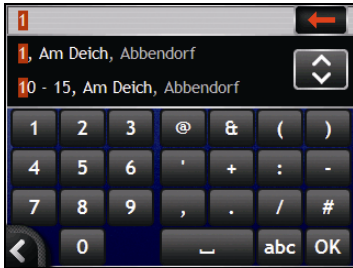 1
1, Am Deich, Abbendorf
10 - 15, Am Deich, Abbendorf
1 2 3 @ & ( )
4 5 6 ' + : -
7 8 9 , . / #
0 abc OK